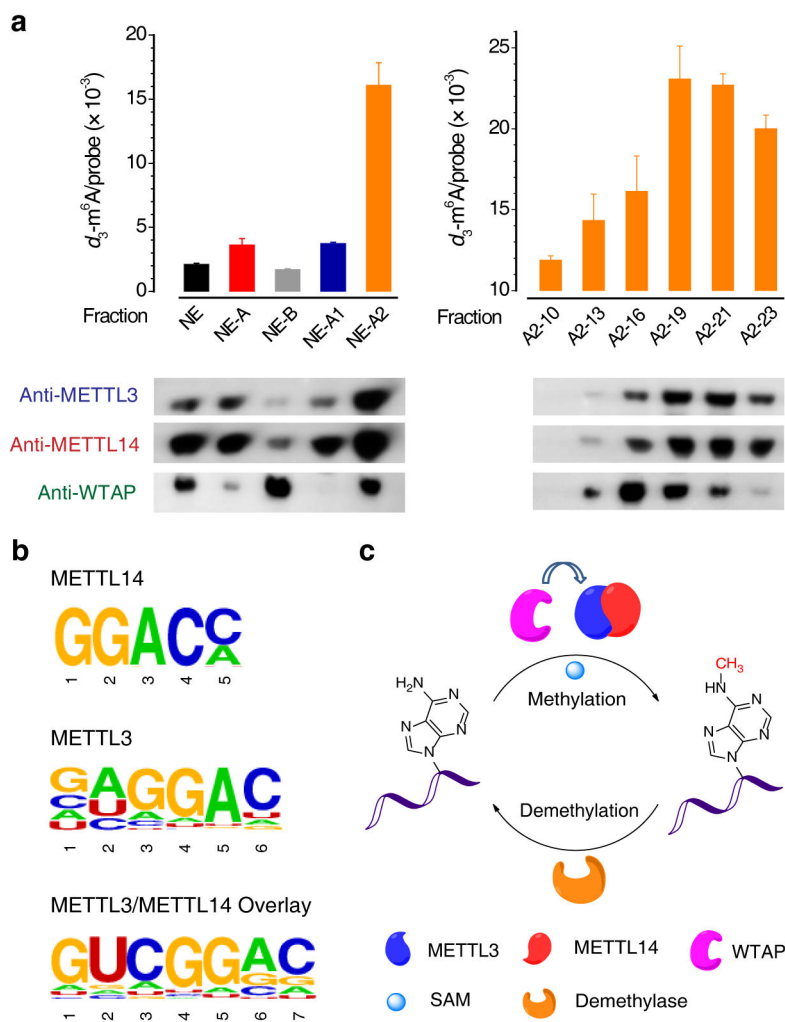 a
20
15
10
5
0
d₃-m⁶A/probe (× 10⁻³)
Fraction
NE
NE-A
NE-B
NE-A1
NE-A2
25
20
15
10
d₃-m⁶A/probe (× 10⁻³)
Fraction
A2-10
A2-13
A2-16
A2-19
A2-21
A2-23
Anti-METTL3
Anti-METTL14
Anti-WTAP
b
METTL14
GGACC
A
1 2 3 4 5
METTL3
GAGGAC
1 2 3 4 5 6
METTL3/METTL14 Overlay
GUCGGAC
1 2 3 4 5 6 7
c
H₂N
N
N
N
N
Methylation
Demethylation
CH₃
HN
N
N
N
N
METTL3
METTL14
WTAP
SAM
Demethylase